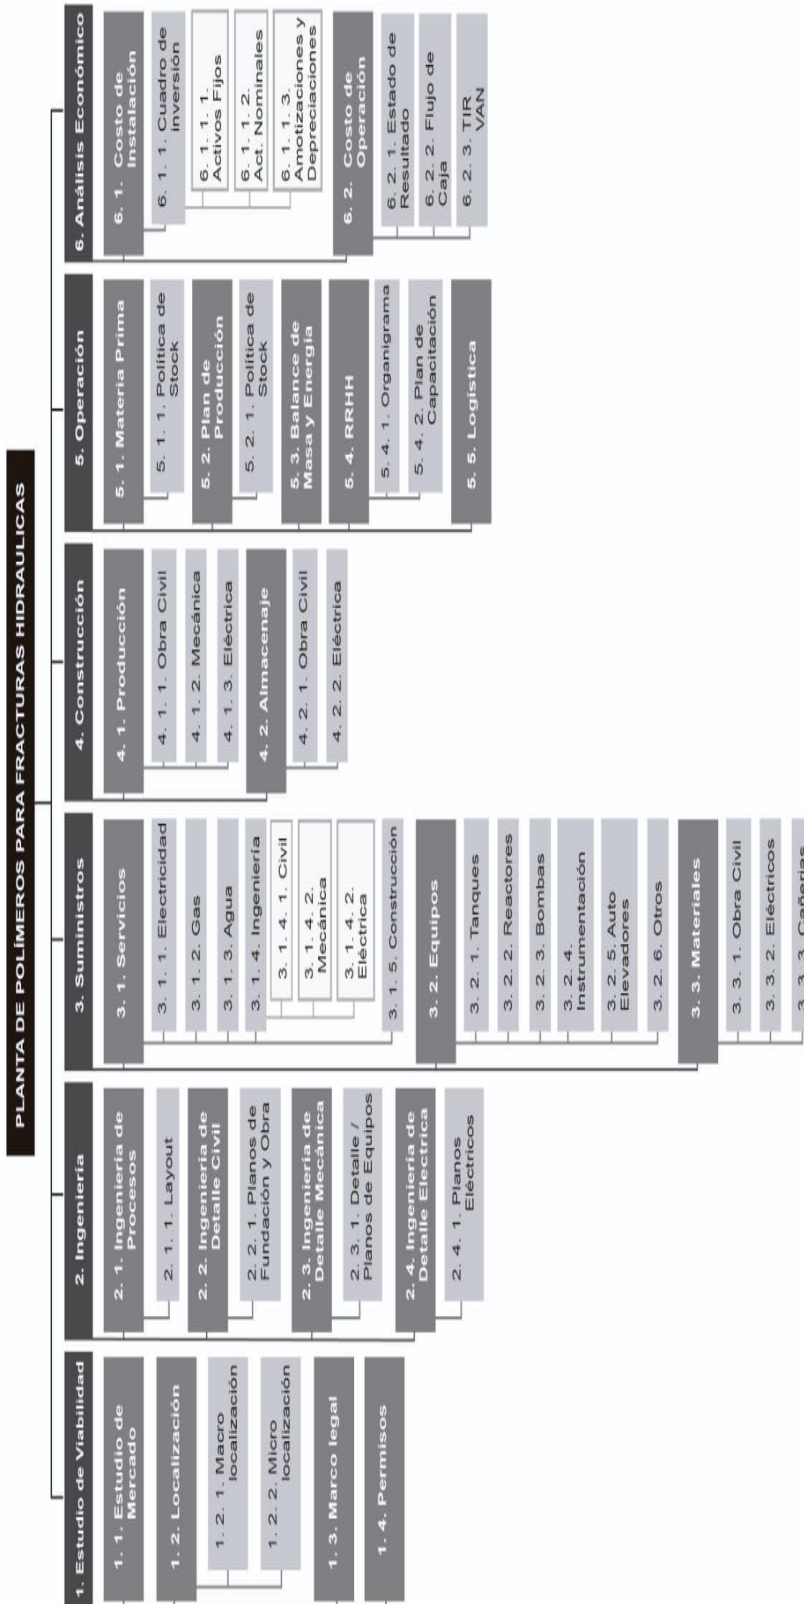 PLANTA DE POLÍMEROS PARA FRACTURAS HIDRAULICAS
1. Estudio de Viabilidad
1. 1. Estudio de
Mercado
1. 2. Localización
1. 2. 1. Macro
localización
1. 2. 2. Micro
localización
1. 3. Marco legal
1. 4. Permisos
2. Ingeniería
2. 1. Ingeniería de
Procesos
2. 1. 1. Layout
2. 2. Ingeniería de
Detalle Civil
2. 2. 1. Planos de
Fundación y Obra
2. 3. Ingeniería de
Detalle Mecánica
2. 3. 1. Detalle /
Planos de Equipos
2. 4. Ingeniería de
Detalle Electrica
2. 4. 1. Planos
Eléctricos
3. Suministros
3. 1. Servicios
3. 1. 1. Electricidad
3. 1. 2. Gas
3. 1. 3. Agua
3. 1. 4. Ingeniería
3. 1. 4. 1. Civil
3. 1. 4. 2.
Mecánica
3. 1. 4. 2.
Eléctrica
3. 1. 5. Construcción
3. 2. Equipos
3. 2. 1. Tanques
3. 2. 2. Reactores
3. 2. 3. Bombas
3. 2. 4.
Instrumentación
3. 2. 5. Auto
Elevadores
3. 2. 6. Otros
3. 3. Materiales
3. 3. 1. Obra Civil
3. 3. 2. Eléctricos
3. 3. 3. Cañerias
4. Construcción
4. 1. Producción
4. 1. 1. Obra Civil
4. 1. 2. Mecánica
4. 1. 3. Eléctrica
4. 2. Almacenaje
4. 2. 1. Obra Civil
4. 2. 2. Eléctrica
5. Operación
5. 1. Materia Prima
5. 1. 1. Política de
Stock
5. 2. Plan de
Producción
5. 2. 1. Política de
Stock
5. 3. Balance de
Masa y Energía
5. 4. RRHH
5. 4. 1. Organigrama
5. 4. 2. Plan de
Capacitación
5. 5. Logística
6. Análisis Económico
6. 1. Costo de
Instalación
6. 1. 1. Cuadro de
inversión
6. 1. 1. 1.
Activos Fijos
6. 1. 1. 2.
Act. Nominales
6. 1. 1. 3.
Amotizaciones y
Depreciaciones
6. 2. Costo de
Operación
6. 2. 1. Estado de
Resultado
6. 2. 2. Flujo de
Caja
6. 2. 3. TIR
VAN